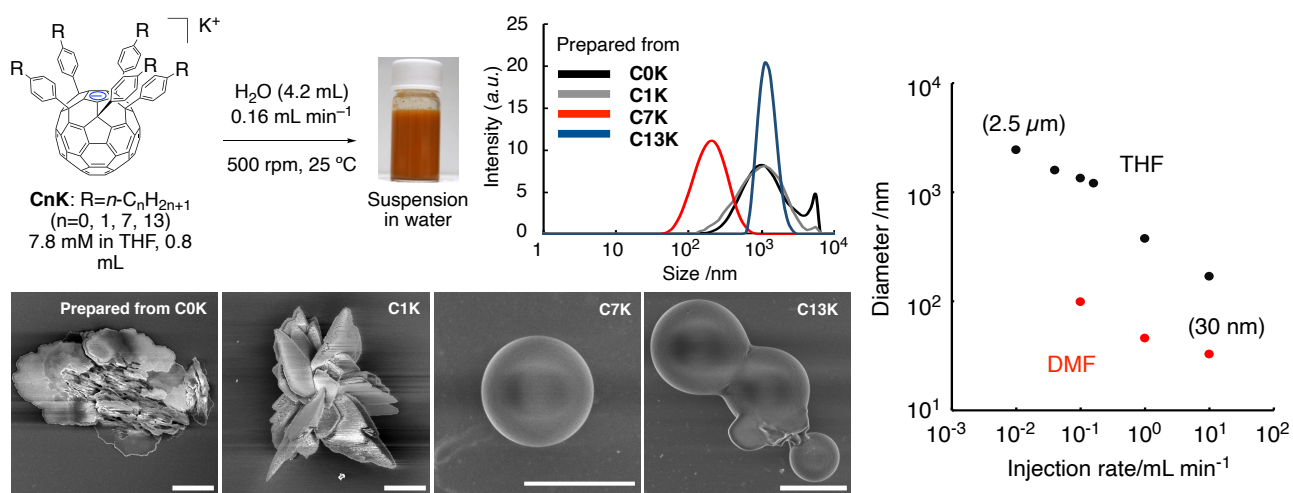 R
R
R
R
R
K+
CnK: R=n-CnH2n+1
(n=0, 1, 7, 13)
7.8 mM in THF, 0.8
mL
H2O (4.2 mL)
0.16 mL min–1
500 rpm, 25 ºC
Suspension
in water
Intensity (a.u.)
25
20
15
10
5
0
Prepared from
C0K
C1K
C7K
C13K
1
10
10²
10³
10⁴
Size /nm
Prepared from C0K
C1K
C7K
C13K
Diameter /nm
10⁴
10³
10²
10¹
(2.5 µm)
THF
(30 nm)
DMF
10-3
10-2
10-1
10⁰
10¹
10²
Injection rate/mL min-1